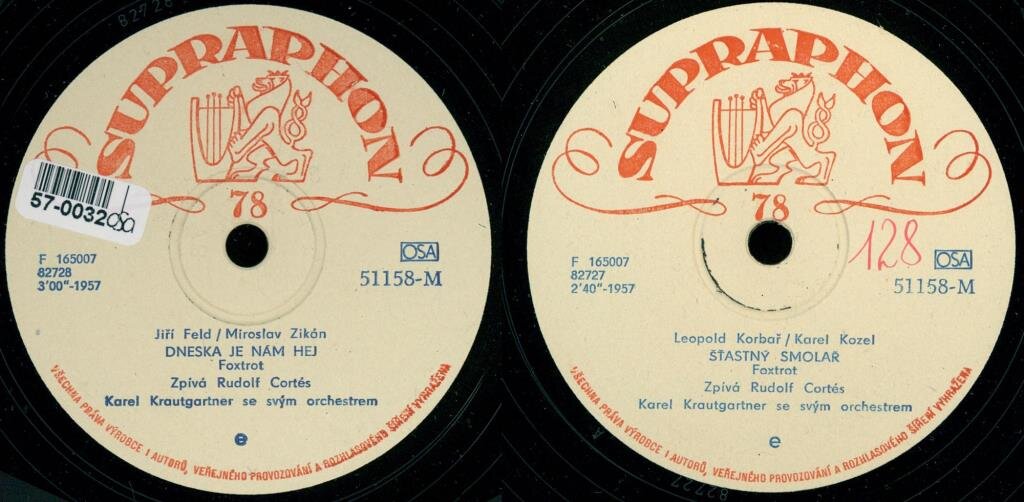 82728
SUPRAPHON
78
57-0032
OSA
F 165007
82728
3'00"-1957
OSA
51158-M
Jiří Feld / Miroslav Zikán
DNESKA JE NÁM HEJ
Foxtrot
Zpívá Rudolf Cortés
Karel Krautgartner se svým orchestrem
e
VŠECHNA PRÁVA VÝROBCE I AUTORŮ, VEŘEJNÉHO PROVOZOVÁNÍ A ROZHLASOVÉHO ŠÍŘENÍ VYHRAŽENA
SUPRAPHON
78
128
F 165007
82727
2'40"-1957
OSA
51158-M
Leopold Korbař / Karel Kozel
ŠŤASTNÝ SMOLAŘ
Foxtrot
Zpívá Rudolf Cortés
Karel Krautgartner se svým orchestrem
e
VŠECHNA PRÁVA VÝROBCE I AUTORŮ, VEŘEJNÉHO PROVOZOVÁNÍ A ROZHLASOVÉHO ŠÍŘENÍ VYHRAŽENA
82727